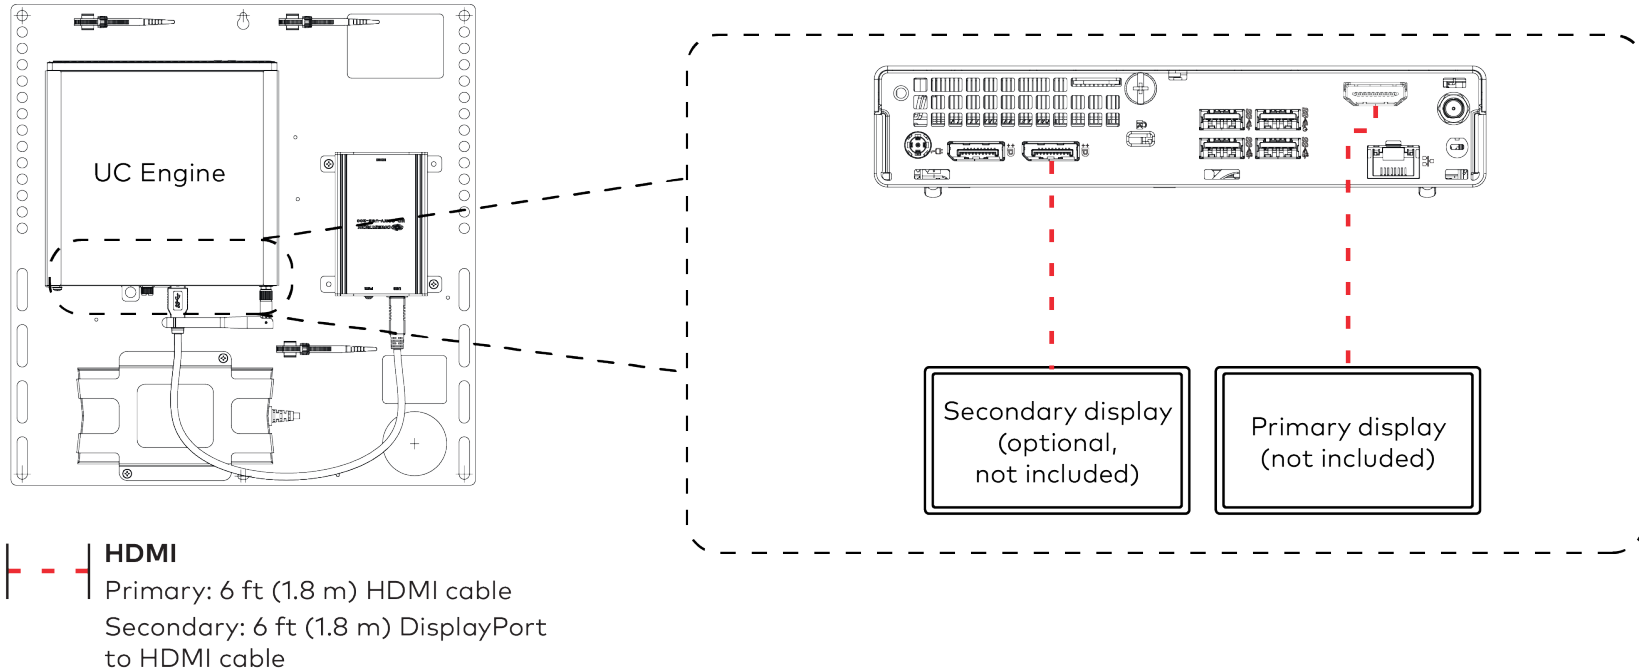 UC Engine
Secondary display
(optional,
not included)
Primary display
(not included)
HDMI
Primary: 6 ft (1.8 m) HDMI cable
Secondary: 6 ft (1.8 m) DisplayPort
to HDMI cable